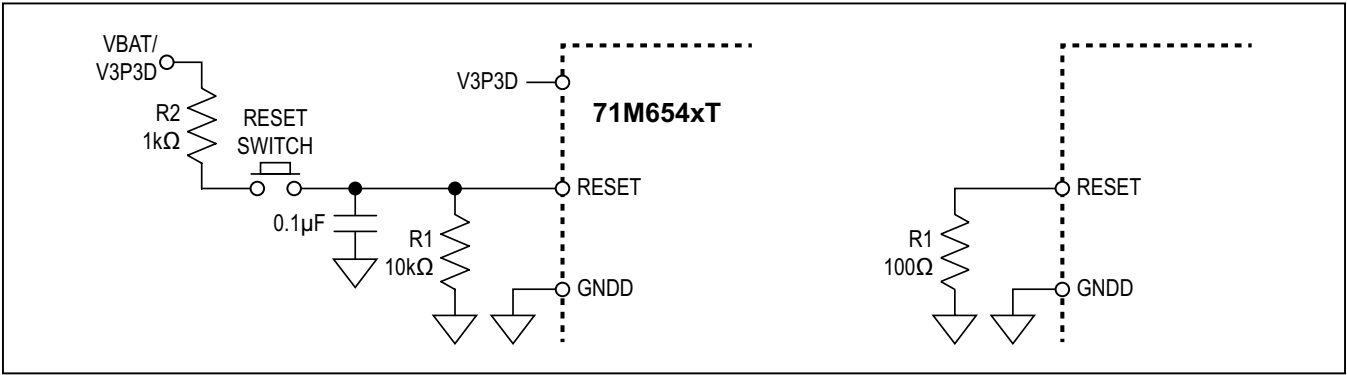 VBAT/
V3P3D
R2
1kΩ
RESET
SWITCH
0.1µF
R1
10kΩ
V3P3D
71M654xT
RESET
GNDD
RESET
R1
100Ω
GNDD